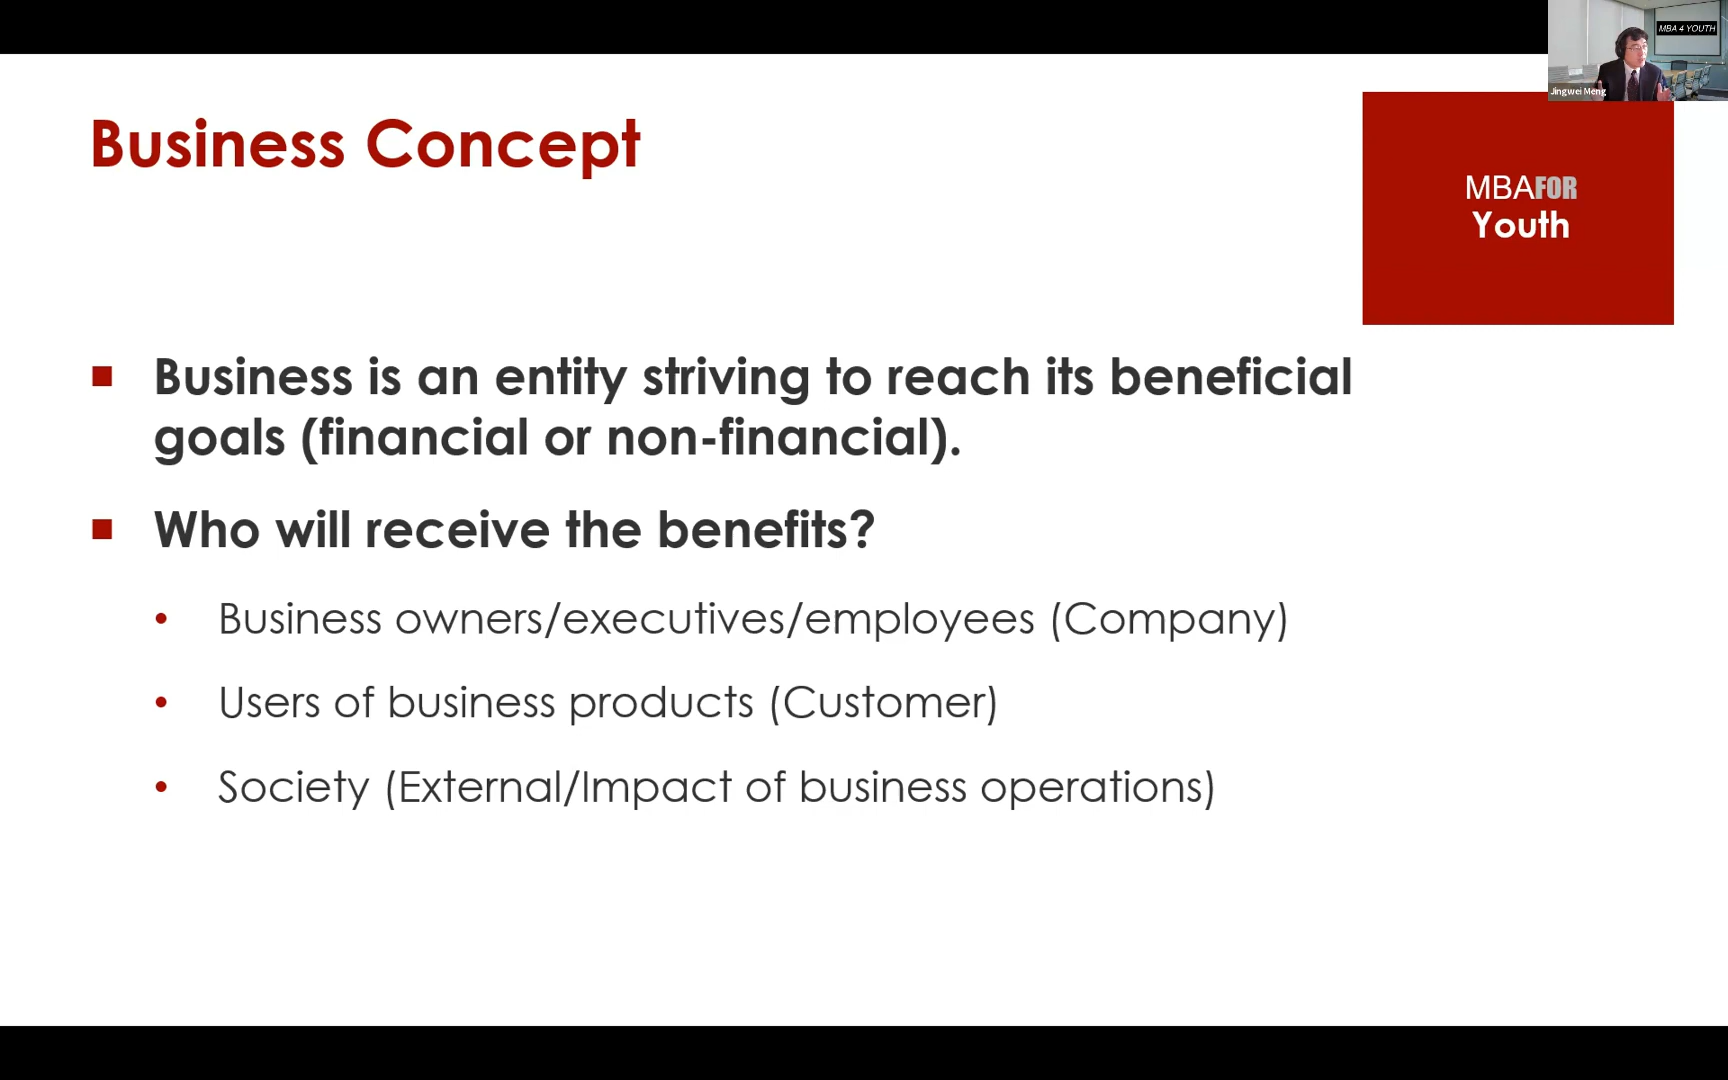 MBA 4 YOUTH
Jingwei Meng
Business Concept
MBAFOR
Youth
■ Business is an entity striving to reach its beneficial
goals (financial or non-financial).
■ Who will receive the benefits?
• Business owners/executives/employees (Company)
• Users of business products (Customer)
• Society (External/Impact of business operations)